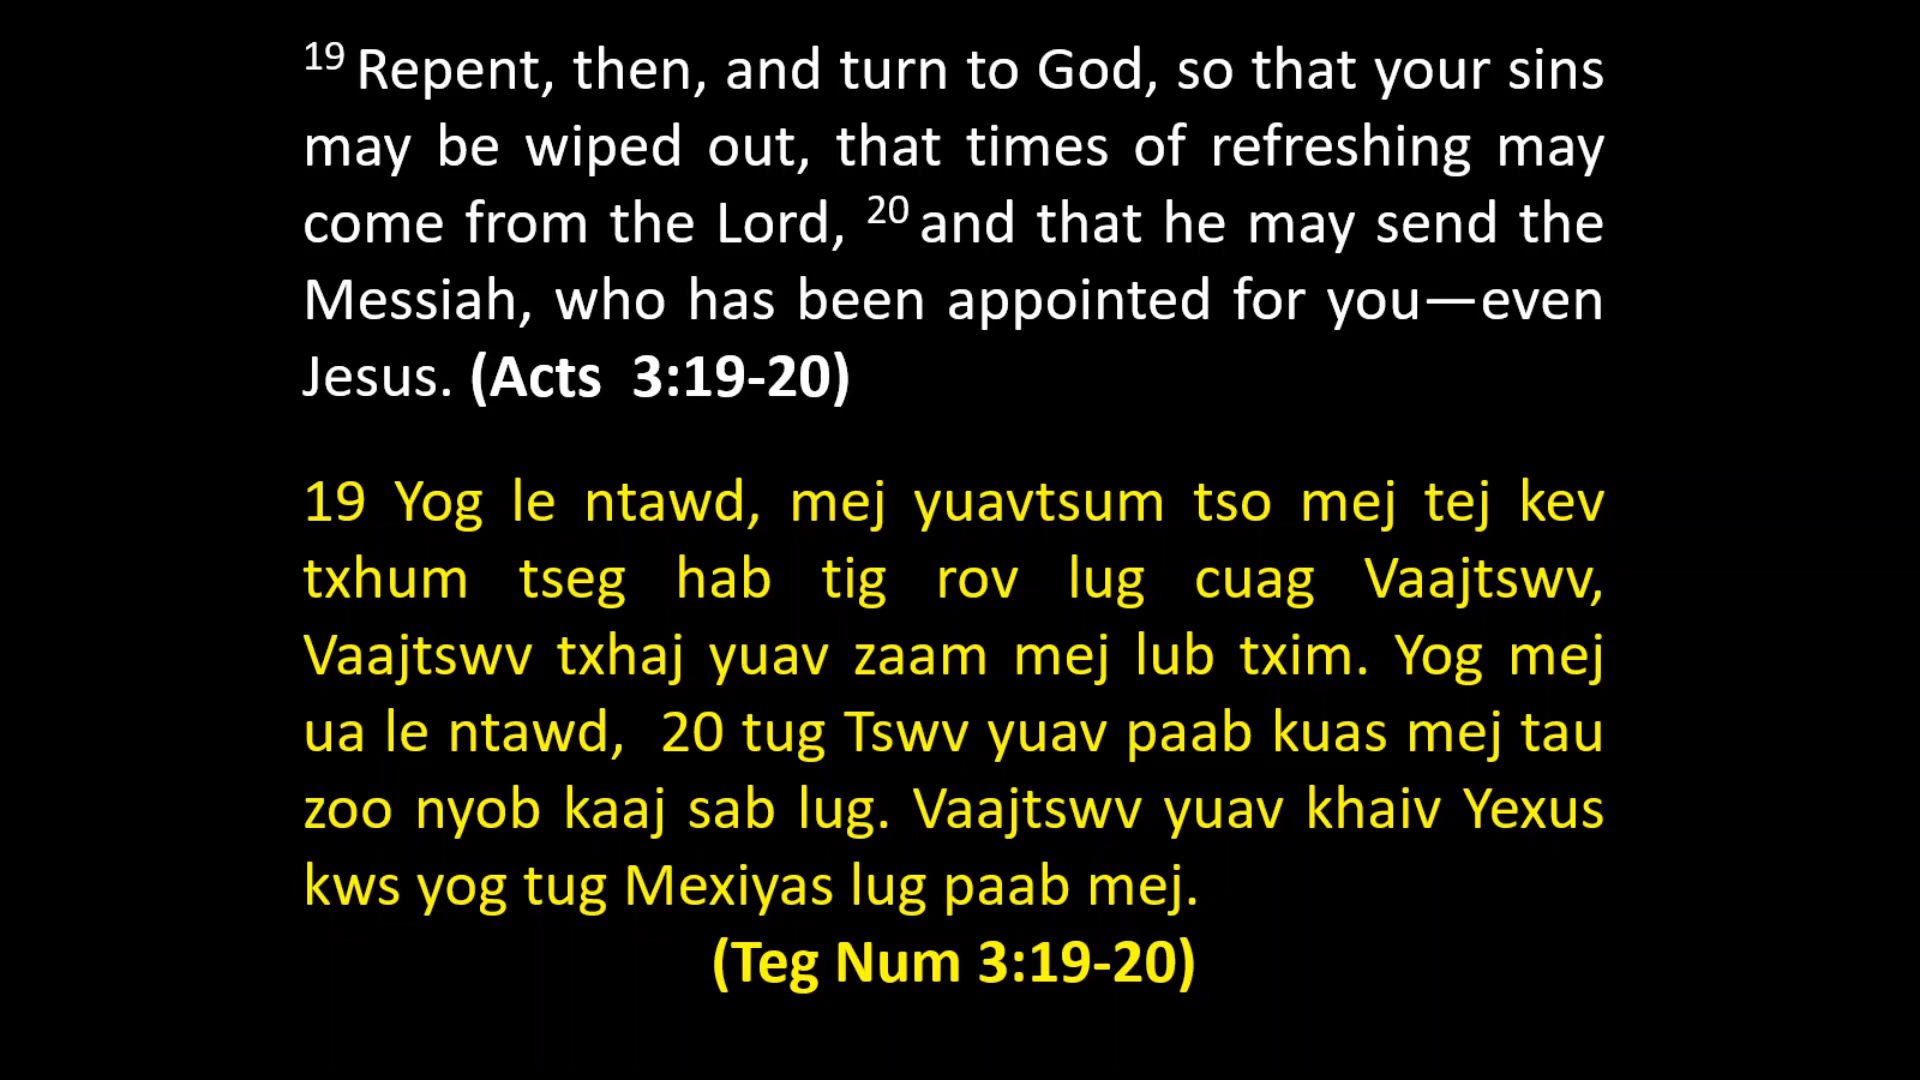 19 Repent, then, and turn to God, so that your sins
may be wiped out, that times of refreshing may
come from the Lord, 20 and that he may send the
Messiah, who has been appointed for you—even
Jesus. (Acts 3:19-20)
19 Yog le ntawd, mej yuavtsum tso mej tej kev
txhum tseg hab tig rov lug cuag Vaajtswv,
Vaajtswv txhaj yuav zaam mej lub txim. Yog mej
ua le ntawd, 20 tug Tswv yuav paab kuas mej tau
zoo nyob kaaj sab lug. Vaajtswv yuav khaiv Yexus
kws yog tug Mexiyas lug paab mej.
(Teg Num 3:19-20)